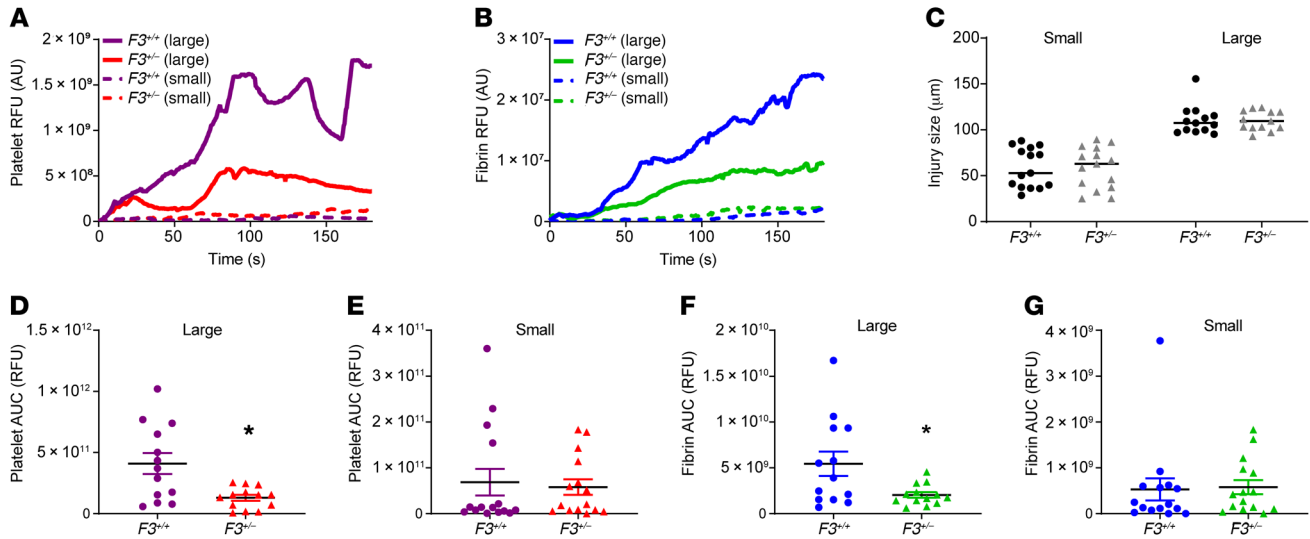 A
Platelet RFU (AU)
2 × 10⁹
1.5 × 10⁹
1 × 10⁹
5 × 10⁸
0
F3+/+ (large)
F3+/– (large)
F3+/+ (small)
F3+/– (small)
0 50 100 150
Time (s)
B
Fibrin RFU (AU)
3 × 10⁷
2 × 10⁷
1 × 10⁷
0
F3+/+ (large)
F3+/– (large)
F3+/+ (small)
F3+/– (small)
0 50 100 150
Time (s)
C
Injury size (μm)
200
150
100
50
0
Small Large
F3+/+ F3+/– F3+/+ F3+/–
D
Platelet AUC (RFU)
1.5 × 10¹²
1 × 10¹²
5 × 10¹¹
0
Large
*
F3+/+ F3+/–
E
Platelet AUC (RFU)
4 × 10¹¹
3 × 10¹¹
2 × 10¹¹
1 × 10¹¹
0
Small
F3+/+ F3+/–
F
Fibrin AUC (RFU)
2 × 10¹⁰
1.5 × 10¹⁰
1 × 10¹⁰
5 × 10⁹
0
Large
*
F3+/+ F3+/–
G
Fibrin AUC (RFU)
4 × 10⁹
3 × 10⁹
2 × 10⁹
1 × 10⁹
0
Small
F3+/+ F3+/–